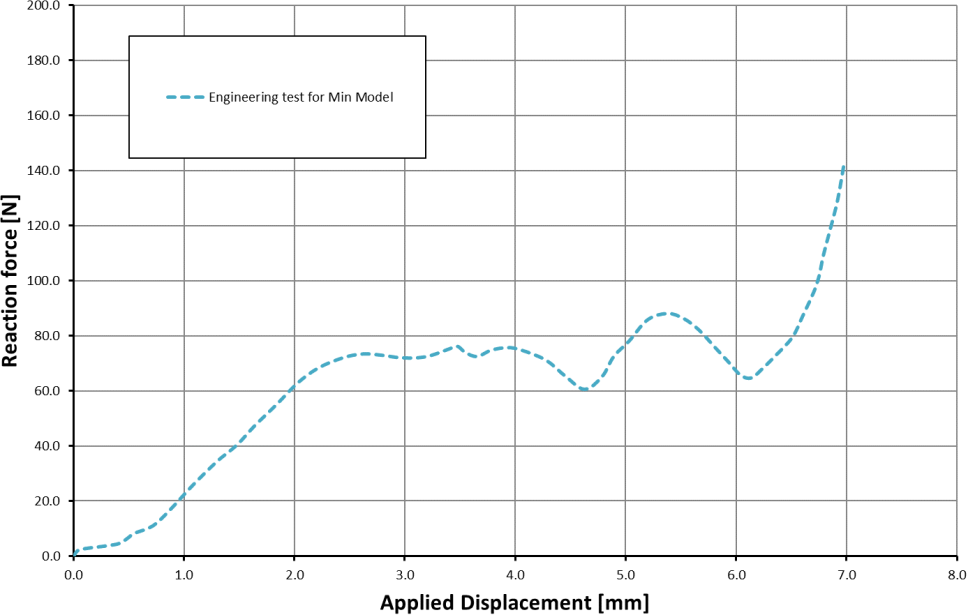 200.0
180.0
160.0
140.0
120.0
100.0
80.0
60.0
40.0
20.0
0.0
Reaction force [N]
Engineering test for Min Model
0.0 1.0 2.0 3.0 4.0 5.0 6.0 7.0 8.0
Applied Displacement [mm]